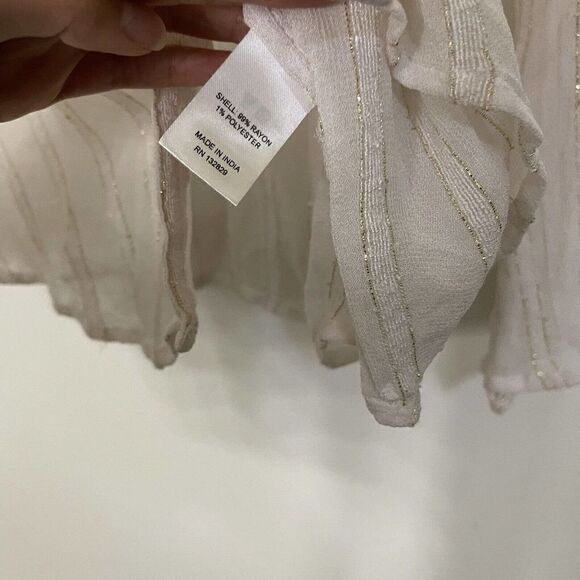 SHELL: 99% RAYON
1% POLYESTER
MADE IN INDIA
RN 132829